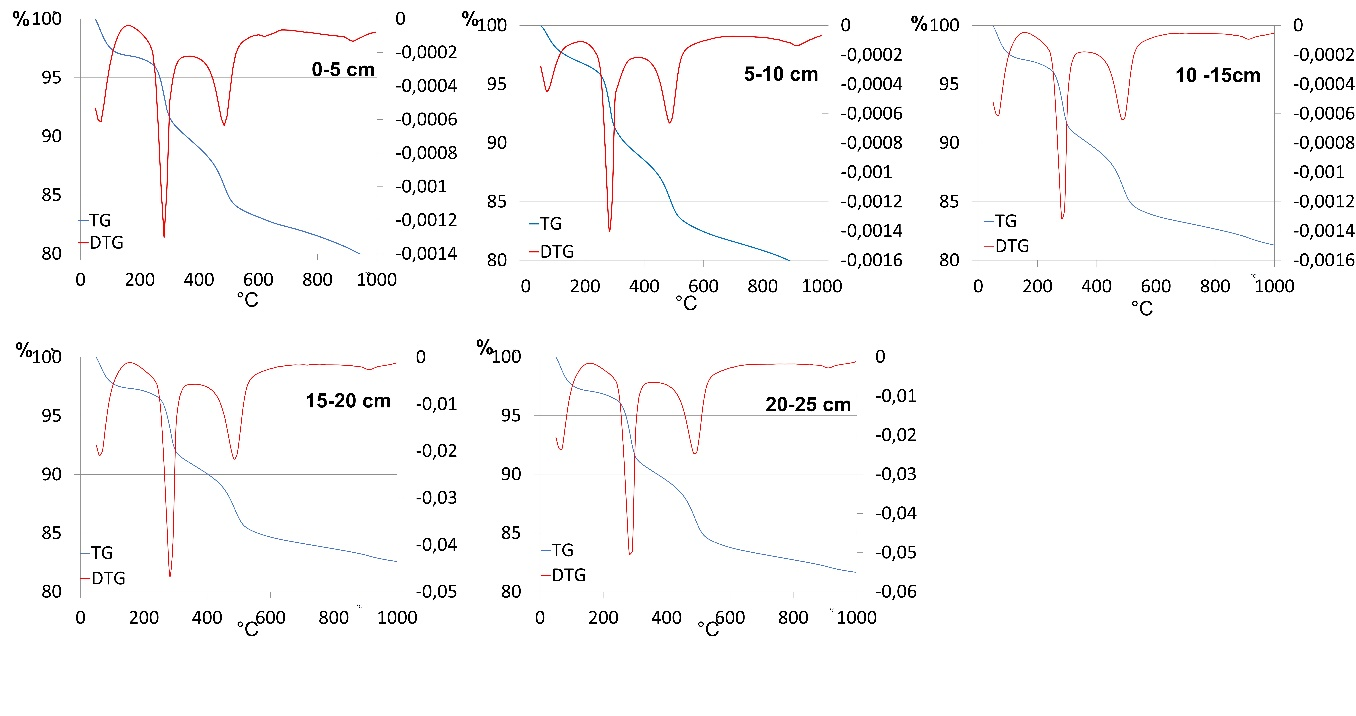 %100
95
90
85
80
0
-0,0002
-0,0004
-0,0006
-0,0008
-0,001
-0,0012
-0,0014
0-5 cm
TG
DTG
0 200 400 600 800 1000
°C
%100
95
90
85
80
0
-0,0002
-0,0004
-0,0006
-0,0008
-0,001
-0,0012
-0,0014
-0,0016
5-10 cm
TG
DTG
0 200 400 600 800 1000
°C
%100
95
90
85
80
0
-0,0002
-0,0004
-0,0006
-0,0008
-0,001
-0,0012
-0,0014
-0,0016
10 -15cm
TG
DTG
0 200 400 600 800 1000
°C
%100
95
90
85
80
0
-0,01
-0,02
-0,03
-0,04
-0,05
15-20 cm
TG
DTG
0 200 400 600 800 1000
°C
%100
95
90
85
80
0
-0,01
-0,02
-0,03
-0,04
-0,05
-0,06
20-25 cm
TG
DTG
0 200 400 600 800 1000
°C